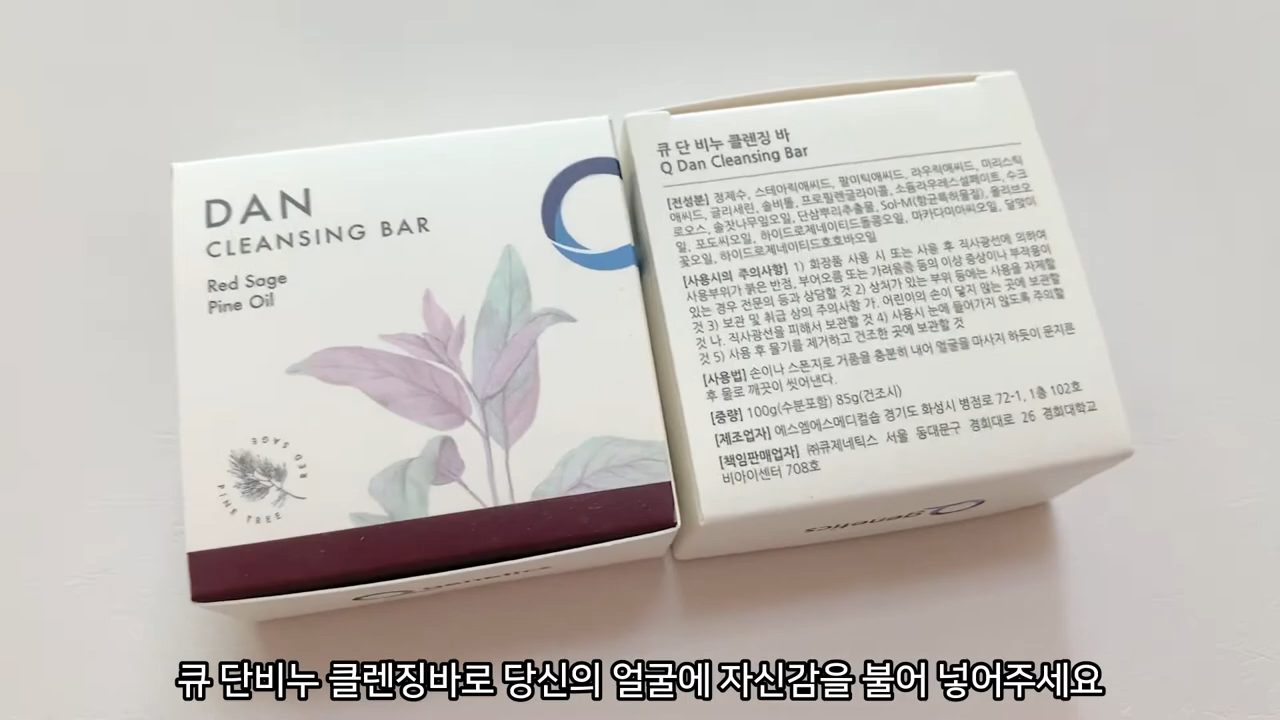 DAN
CLEANSING BAR
Red Sage
Pine Oil
RED SAGE
PINE TREE
큐 단 비누 클렌징 바
Q Dan Cleansing Bar
[전성분] 정제수, 스테아릭애씨드, 팔미틱애씨드, 라우릭애씨드, 미리스틱
애씨드, 글리세린, 솔비톨, 프로필렌글라이콜, 소듐라우레스설페이트, 수크
로오스, 솔잣나무잎오일, 단삼뿌리추출물, Sol-M(항균특허물질), 올리브오
일, 포도씨오일, 하이드로제네이티드돌콩오일, 마카다미아씨오일, 달맞이
꽃오일, 하이드로제네이티드호호바오일
[사용시의 주의사항] 1) 화장품 사용 시 또는 사용 후 직사광선에 의하여
사용부위가 붉은 반점, 부어오름 또는 가려움증 등의 이상 증상이나 부작용이
있는 경우 전문의 등과 상담할 것 2) 상처가 있는 부위 등에는 사용을 자제할
것 3) 보관 및 취급 상의 주의사항 가. 어린이의 손이 닿지 않는 곳에 보관할
것 나. 직사광선을 피해서 보관할 것 4) 사용시 눈에 들어가지 않도록 주의할
것 5) 사용 후 물기를 제거하고 건조한 곳에 보관할 것
[사용법] 손이나 스폰지로 거품을 충분히 내어 얼굴을 마사지 하듯이 문지른
후 물로 깨끗이 씻어낸다.
[중량] 100g(수분포함) 85g(건조시)
[제조업자] 에스엠에스메디컬숍 경기도 화성시 병점로 72-1, 1층 102호
[책임판매업자] ㈜큐제네틱스 서울 동대문구 경희대로 26 경희대학교
비아이센터 708호
Qgenetics
큐 단비누 클렌징바로 당신의 얼굴에 자신감을 불어 넣어주세요